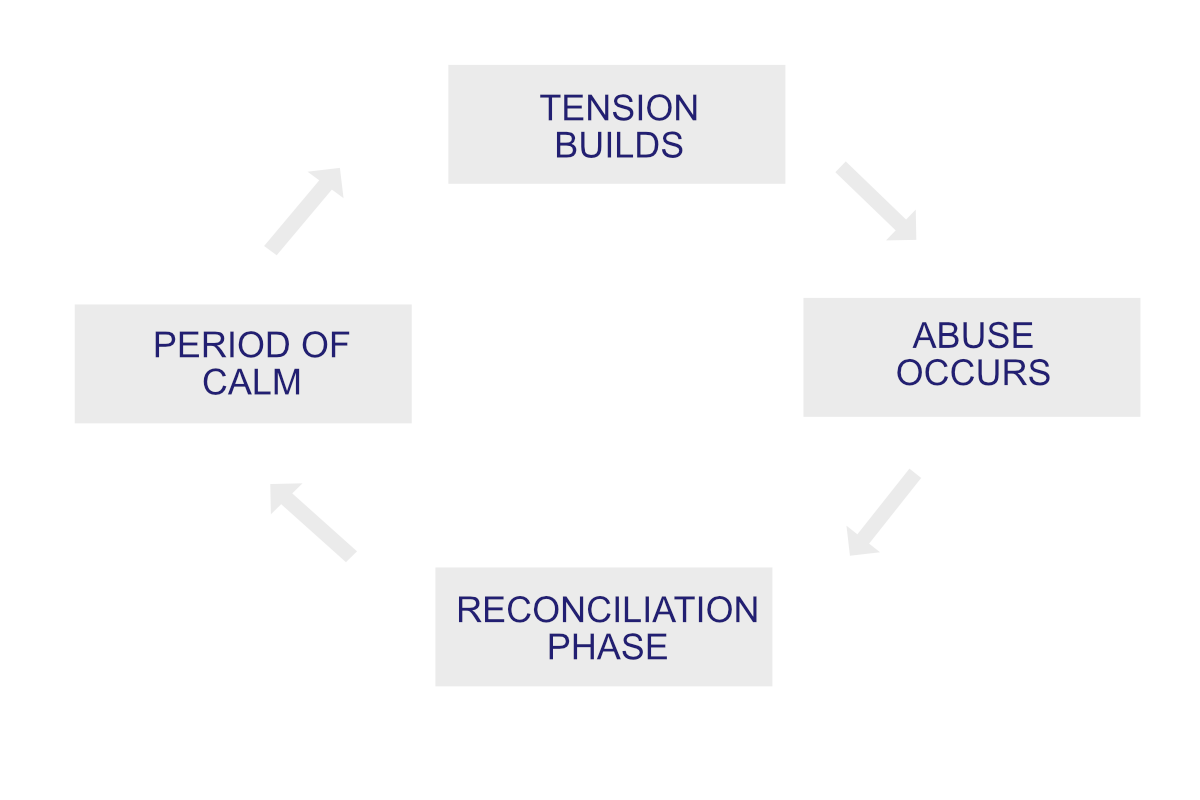 TENSION
BUILDS
ABUSE
OCCURS
RECONCILIATION
PHASE
PERIOD OF
CALM